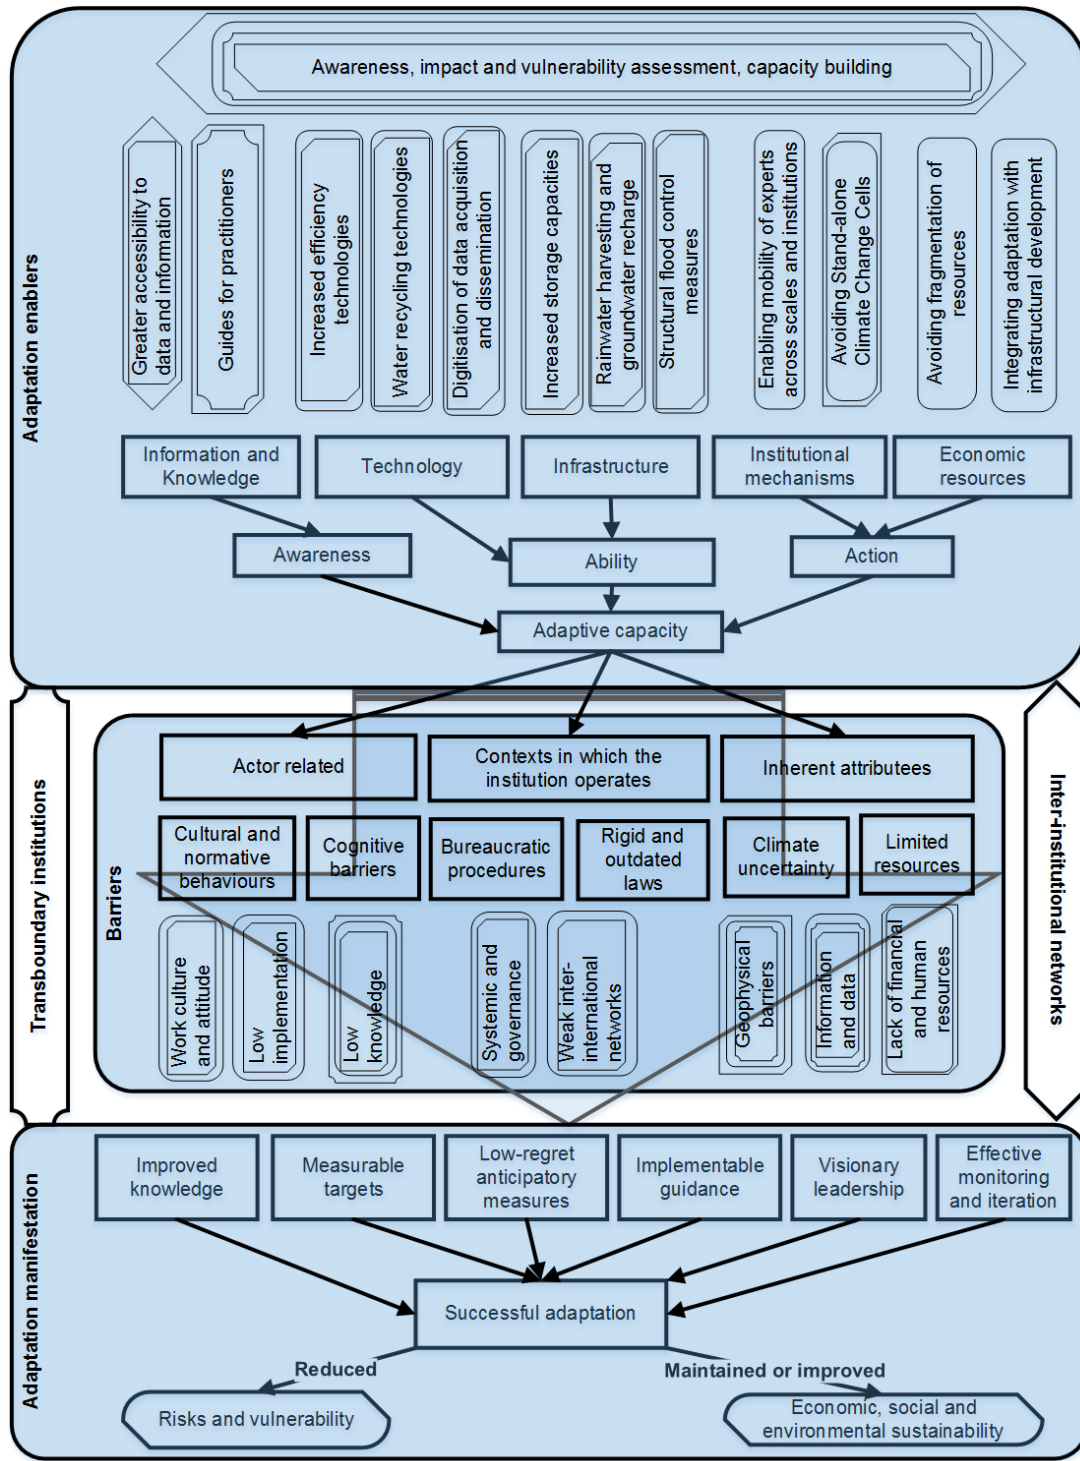 Awareness, impact and vulnerability assessment, capacity building
Adaptation enablers
Greater accessibility to
data and information
Guides for practitioners
Increased efficiency
technologies
Water recycling technologies
Digitisation of data acquisition
and dissemination
Increased storage capacities
Rainwater harvesting and
groundwater recharge
Structural flood control
measures
Enabling mobility of experts
across scales and institutions
Avoiding Stand-alone
Climate Change Cells
Avoiding fragmentation of
resources
Integrating adaptation with
infrastructural development
Information and
Knowledge
Technology
Infrastructure
Institutional
mechanisms
Economic
resources
Awareness
Ability
Action
Adaptive capacity
Transboundary institutions
Inter-institutional networks
Barriers
Actor related
Contexts in which the
institution operates
Inherent attributees
Cultural and
normative
behaviours
Cognitive
barriers
Bureaucratic
procedures
Rigid and
outdated
laws
Climate
uncertainty
Limited
resources
Work culture
and attitude
Low
implementation
Low
knowledge
Systemic and
governance
Weak inter-
international
networks
Geophysical
barriers
Information
and data
Lack of financial
and human
resources
Adaptation manifestation
Improved
knowledge
Measurable
targets
Low-regret
anticipatory
measures
Implementable
guidance
Visionary
leadership
Effective
monitoring
and iteration
Successful adaptation
Reduced
Maintained or improved
Risks and vulnerability
Economic, social and
environmental sustainability